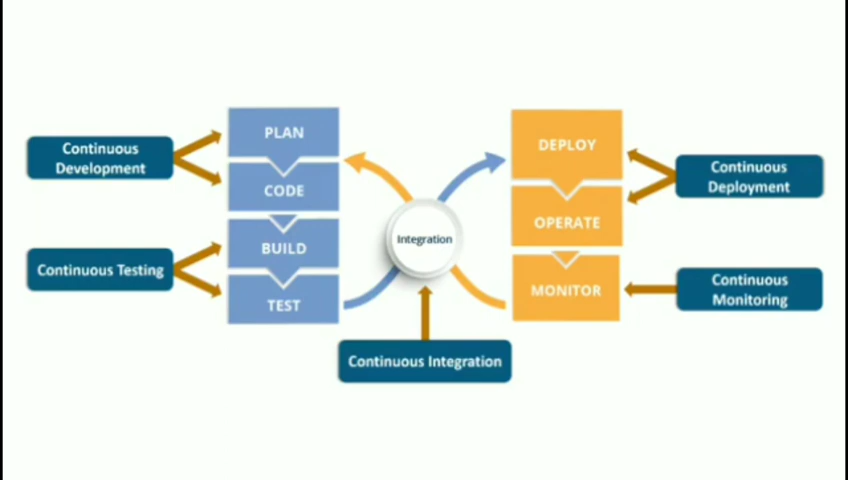 Continuous
Development
Continuous Testing
PLAN
CODE
BUILD
TEST
Integration
Continuous Integration
DEPLOY
OPERATE
MONITOR
Continuous
Deployment
Continuous
Monitoring